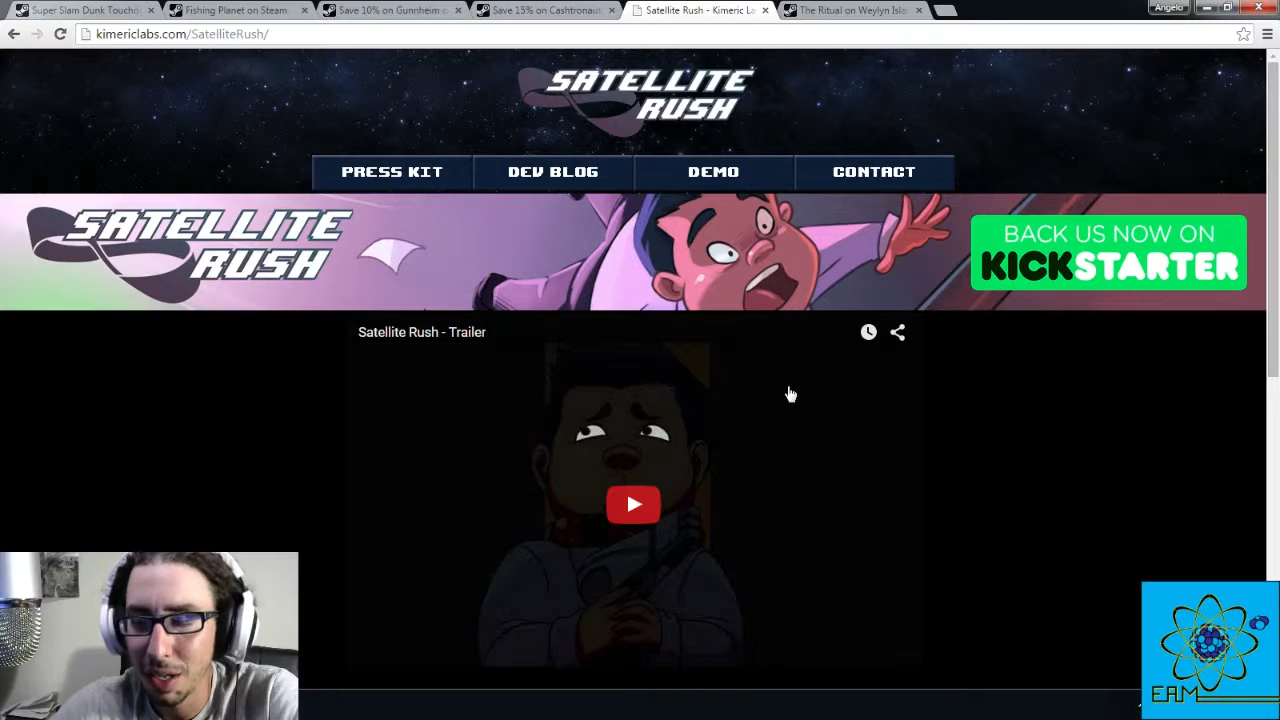 Super Slam Dunk Touchd
Fishing Planet on Steam
Save 10% on Gunnheim o
Save 15% on Cashtronaut
Satellite Rush - Kimeric La
The Ritual on Weylyn Isla
Angelo
kimericlabs.com/SatelliteRush/
SATELLITE
RUSH
PRESS KIT
DEV BLOG
DEMO
CONTACT
SATELLITE
RUSH
BACK US NOW ON
KICKSTARTER
Satellite Rush - Trailer
EAM